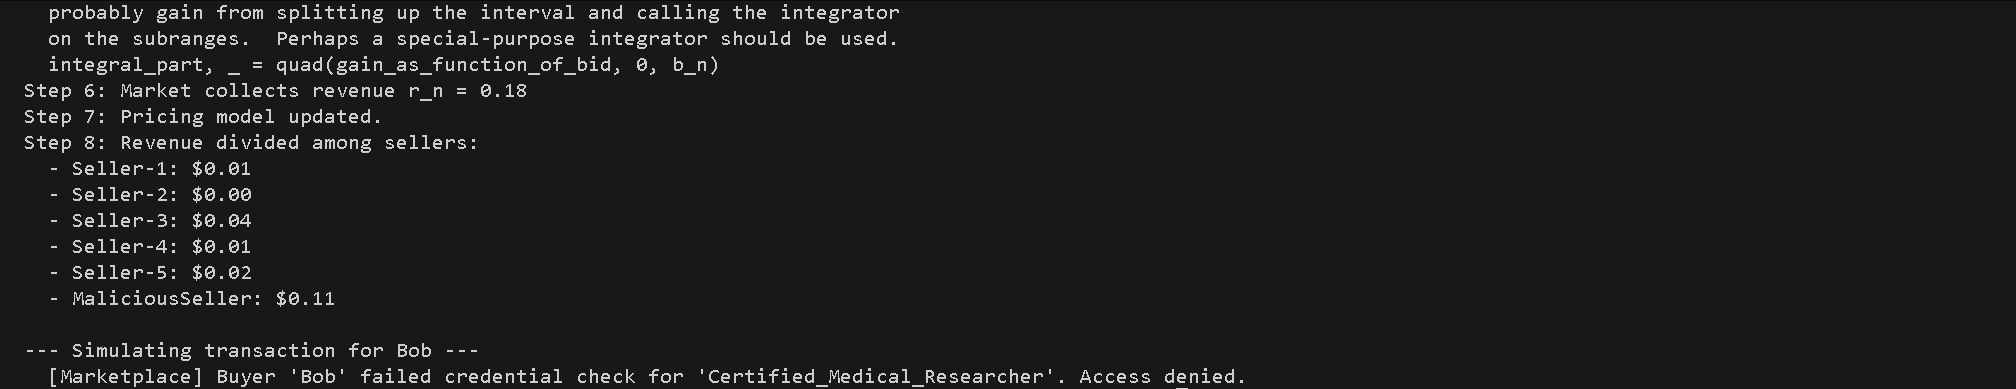 probably gain from splitting up the interval and calling the integrator
on the subranges.  Perhaps a special-purpose integrator should be used.
integral_part, _ = quad(gain_as_function_of_bid, 0, b_n)
Step 6: Market collects revenue r_n = 0.18
Step 7: Pricing model updated.
Step 8: Revenue divided among sellers:
- Seller-1: $0.01
- Seller-2: $0.00
- Seller-3: $0.04
- Seller-4: $0.01
- Seller-5: $0.02
- MaliciousSeller: $0.11
--- Simulating transaction for Bob ---
[Marketplace] Buyer 'Bob' failed credential check for 'Certified_Medical_Researcher'. Access denied.